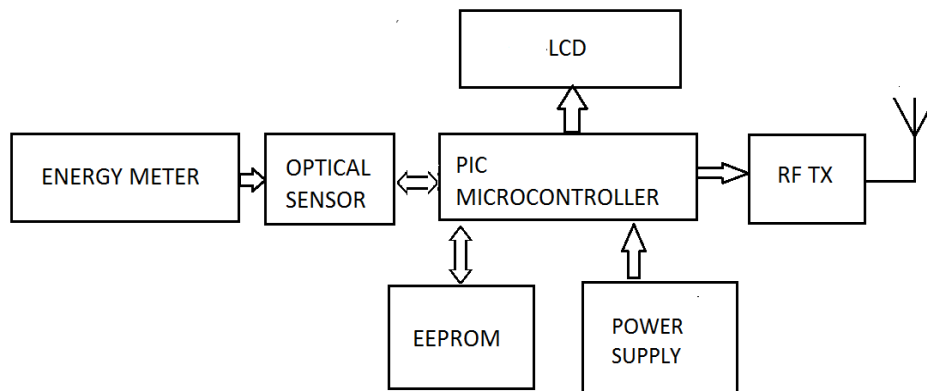 LCD
ENERGY METER
OPTICAL
SENSOR
PIC
MICROCONTROLLER
RF TX
EEPROM
POWER
SUPPLY